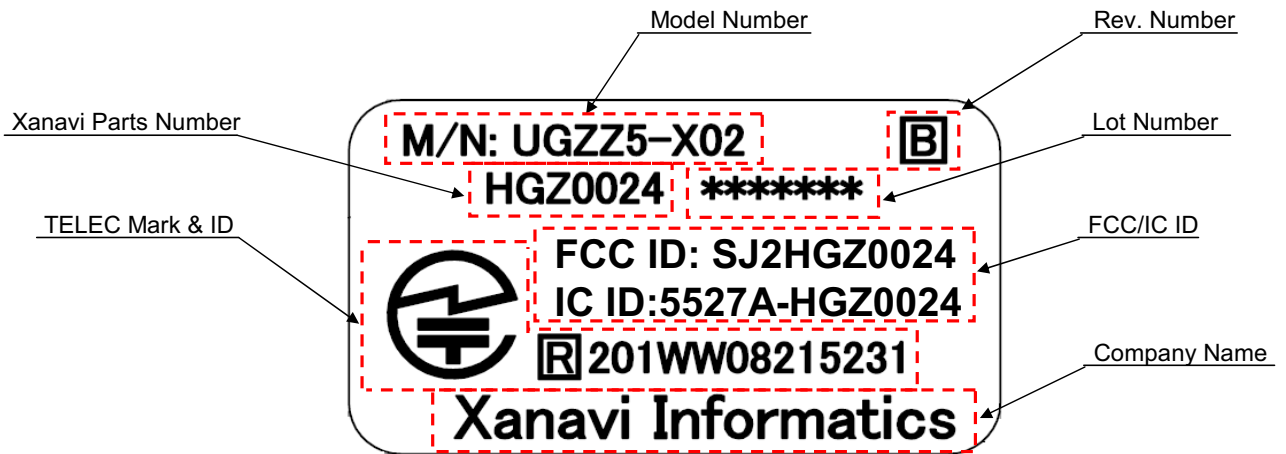 Model Number
Rev. Number
Xanavi Parts Number
Lot Number
M/N: UGZZ5-X02 B
HGZ0024 *******
TELEC Mark & ID
FCC/IC ID
FCC ID: SJ2HGZ0024
IC ID:5527A-HGZ0024
R 201WW08215231
Company Name
Xanavi Informatics